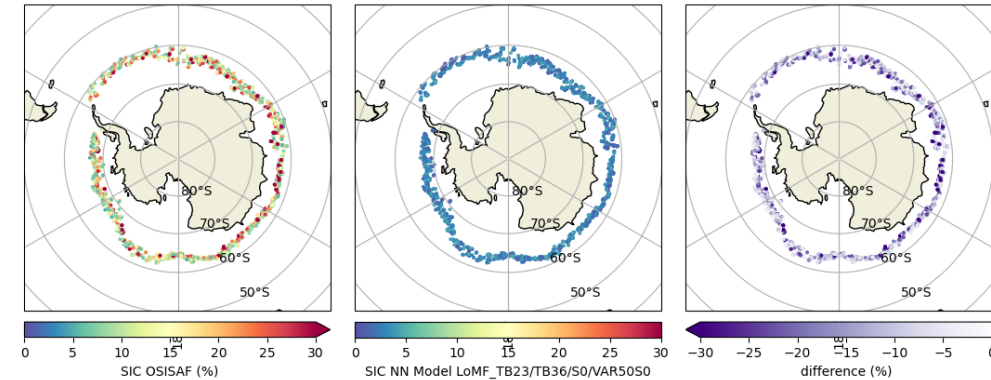 80°S
70°S
60°S
50°S
80°S
70°S
60°S
50°S
80°S
70°S
60°S
50°S
0 5 10 15 20 25 30
SIC OSISAF (%)
0 5 10 15 20 25 30
SIC NN Model LoMF_TB23/TB36/S0/VAR50S0
−30 −25 −20 −15 −10 −5 0
difference (%)